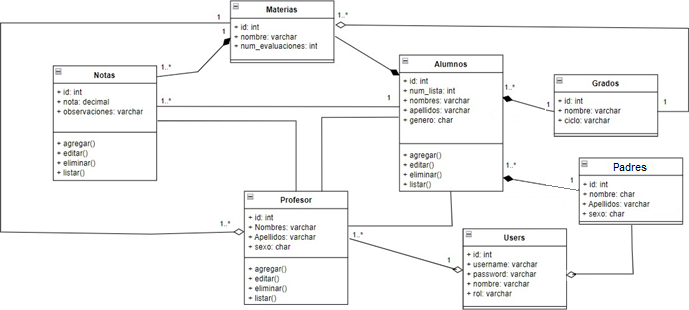 Materias
+ id: int
+ nombre: varchar
+ num_evaluaciones: int
1
1
1..*
1..*
Notas
+ id: int
+ nota: decimal
+ observaciones: varchar
+ agregar()
+ editar()
+ eliminar()
+ listar()
1..*
1
Alumnos
+ id: int
+ num_lista: int
+ nombres: varchar
+ apellidos: varchar
+ genero: char
+ agregar()
+ editar()
+ eliminar()
+ listar()
1..*
1
1
Grados
+ id: int
+ nombre: varchar
+ ciclo: varchar
1..*
1
Padres
+ id: int
+ nombre: char
+ Apellidos: varchar
+ sexo: char
1..*
Profesor
+ id: int
+ Nombres: varchar
+ Apellidos: varchar
+ sexo: char
+ agregar()
+ editar()
+ eliminar()
+ listar()
1..*
1
Users
+ id: int
+ username: varchar
+ password: varchar
+ nombre: varchar
+ rol: varchar